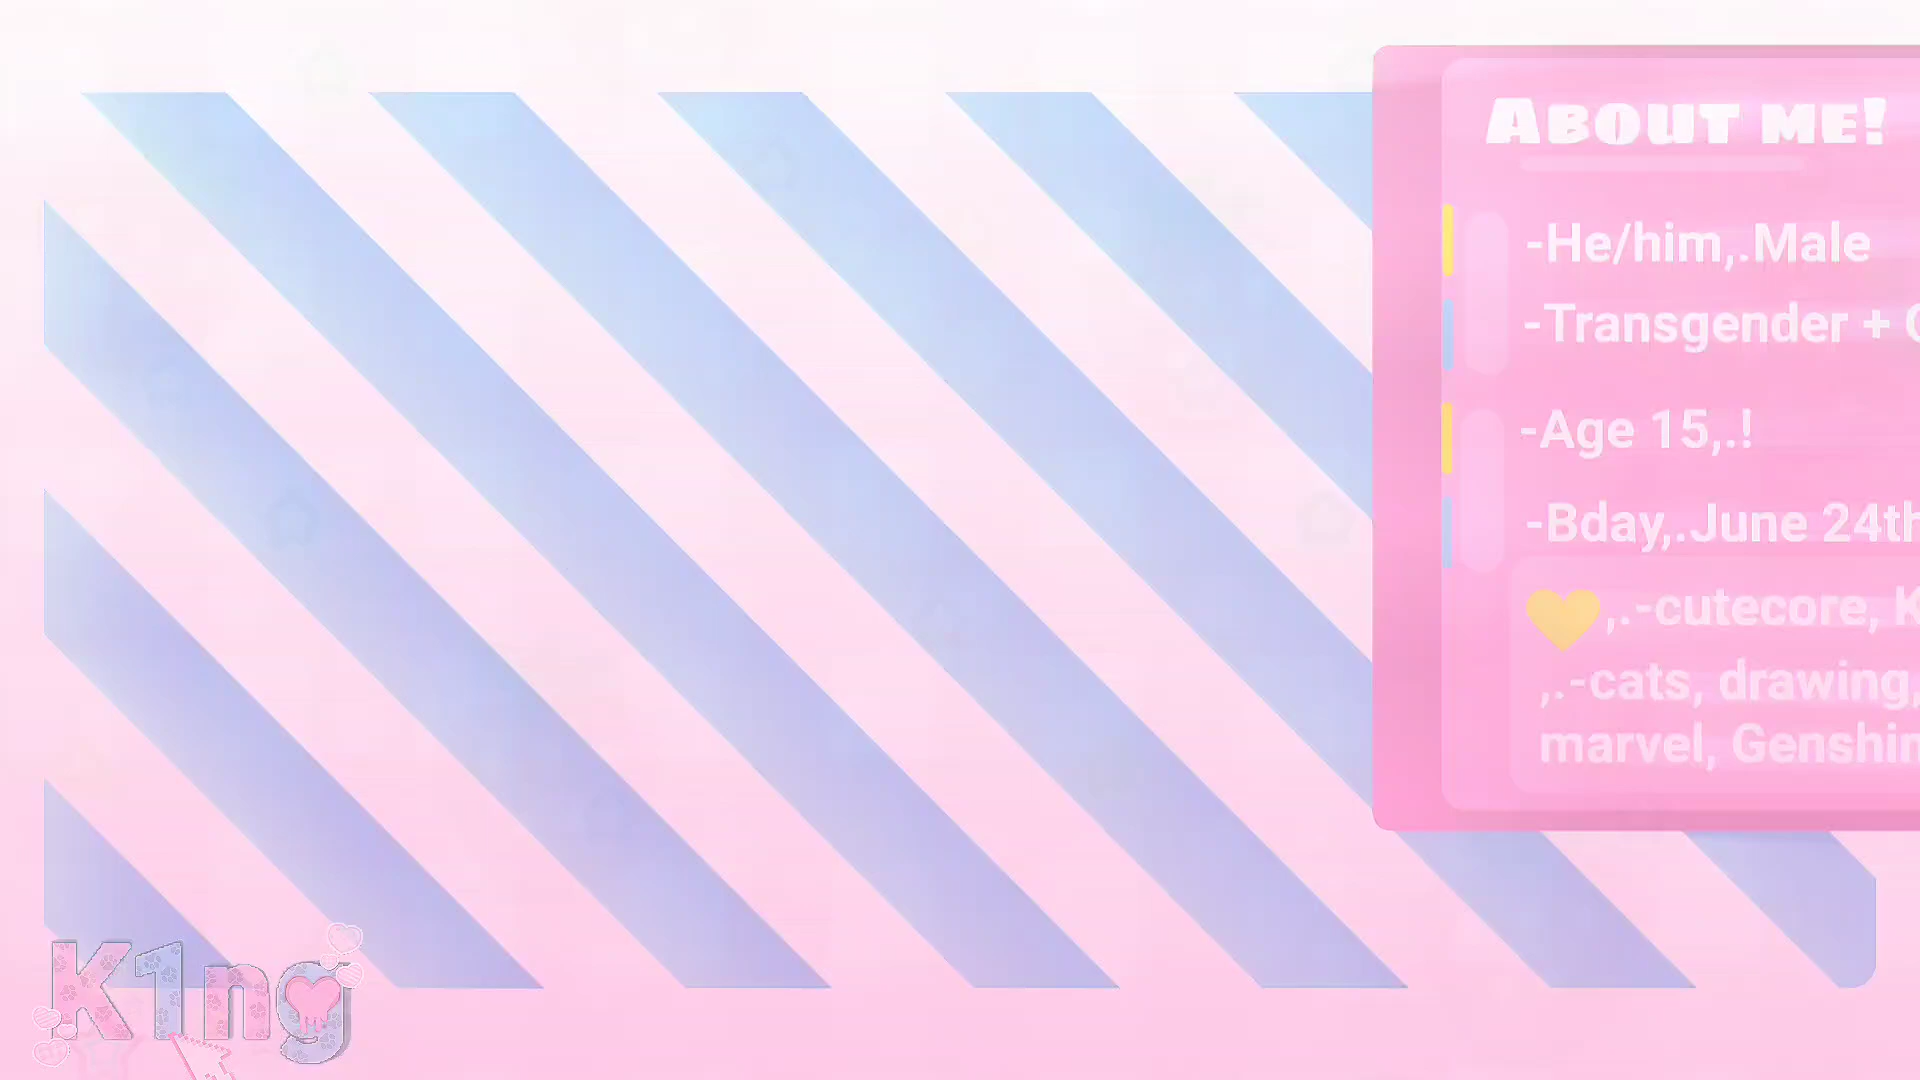 About me!
-He/him,.Male
-Transgender +
-Age 15,.!
-Bday,.June 24th
,.-cutecore, K
,.-cats, drawing,
marvel, Genshin
K1ng